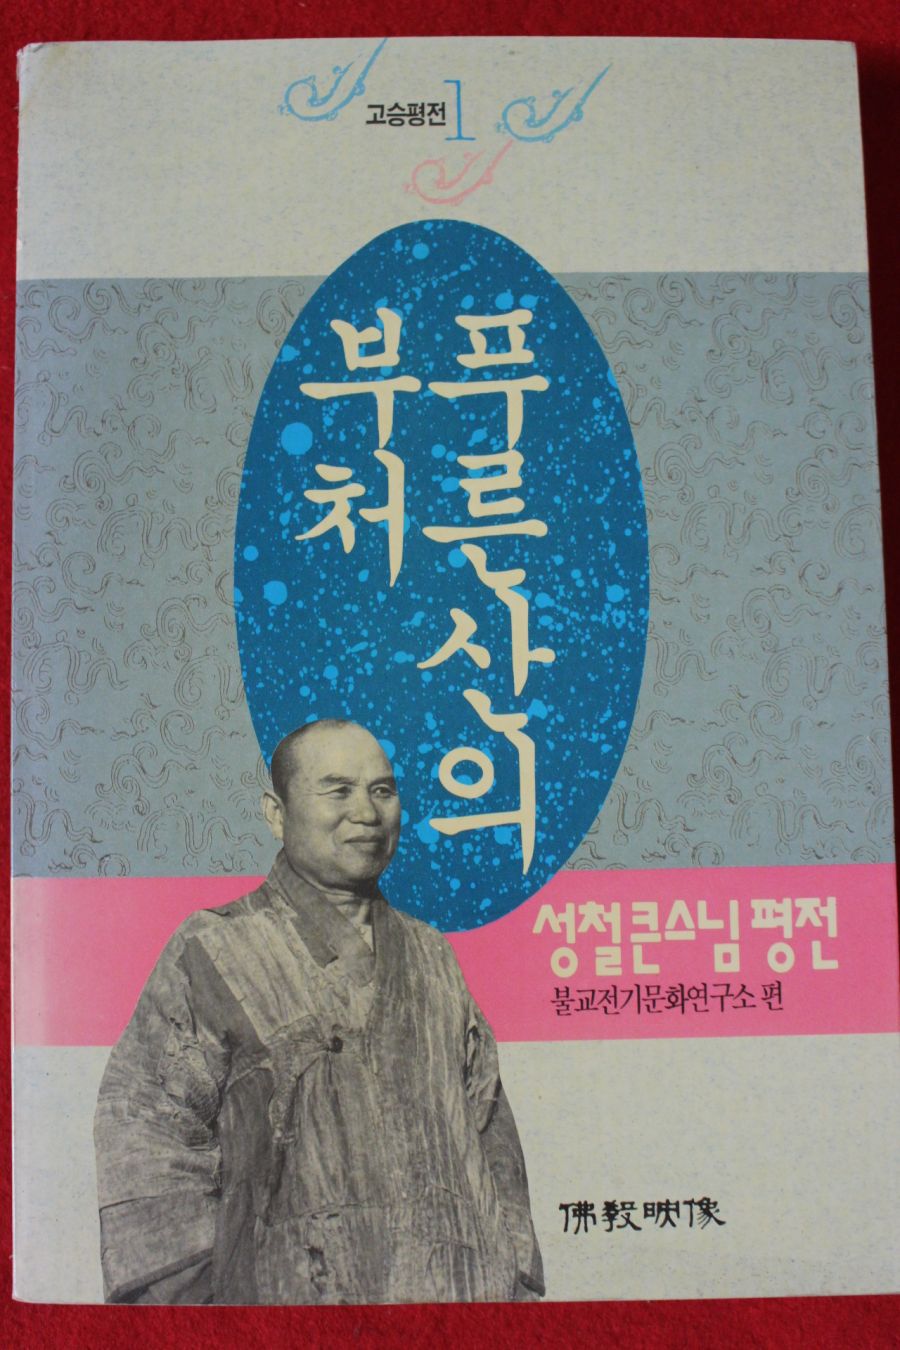 고승평전 1
푸른산의
부처
성철큰스님 평전
불교전기문화연구소 편
佛敎映像